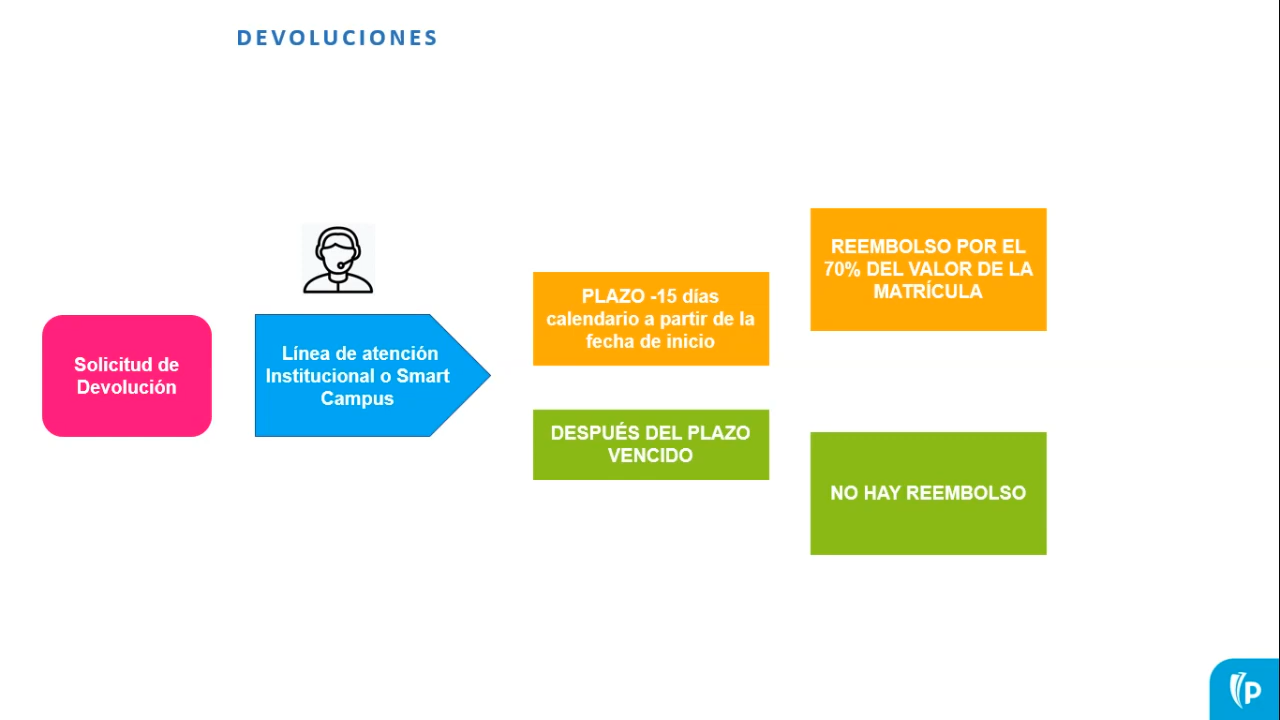 DEVOLUCIONES
Solicitud de
Devolución
Línea de atención
Institucional o Smart
Campus
PLAZO -15 días
calendario a partir de la
fecha de inicio
DESPUÉS DEL PLAZO
VENCIDO
REEMBOLSO POR EL
70% DEL VALOR DE LA
MATRÍCULA
NO HAY REEMBOLSO
P